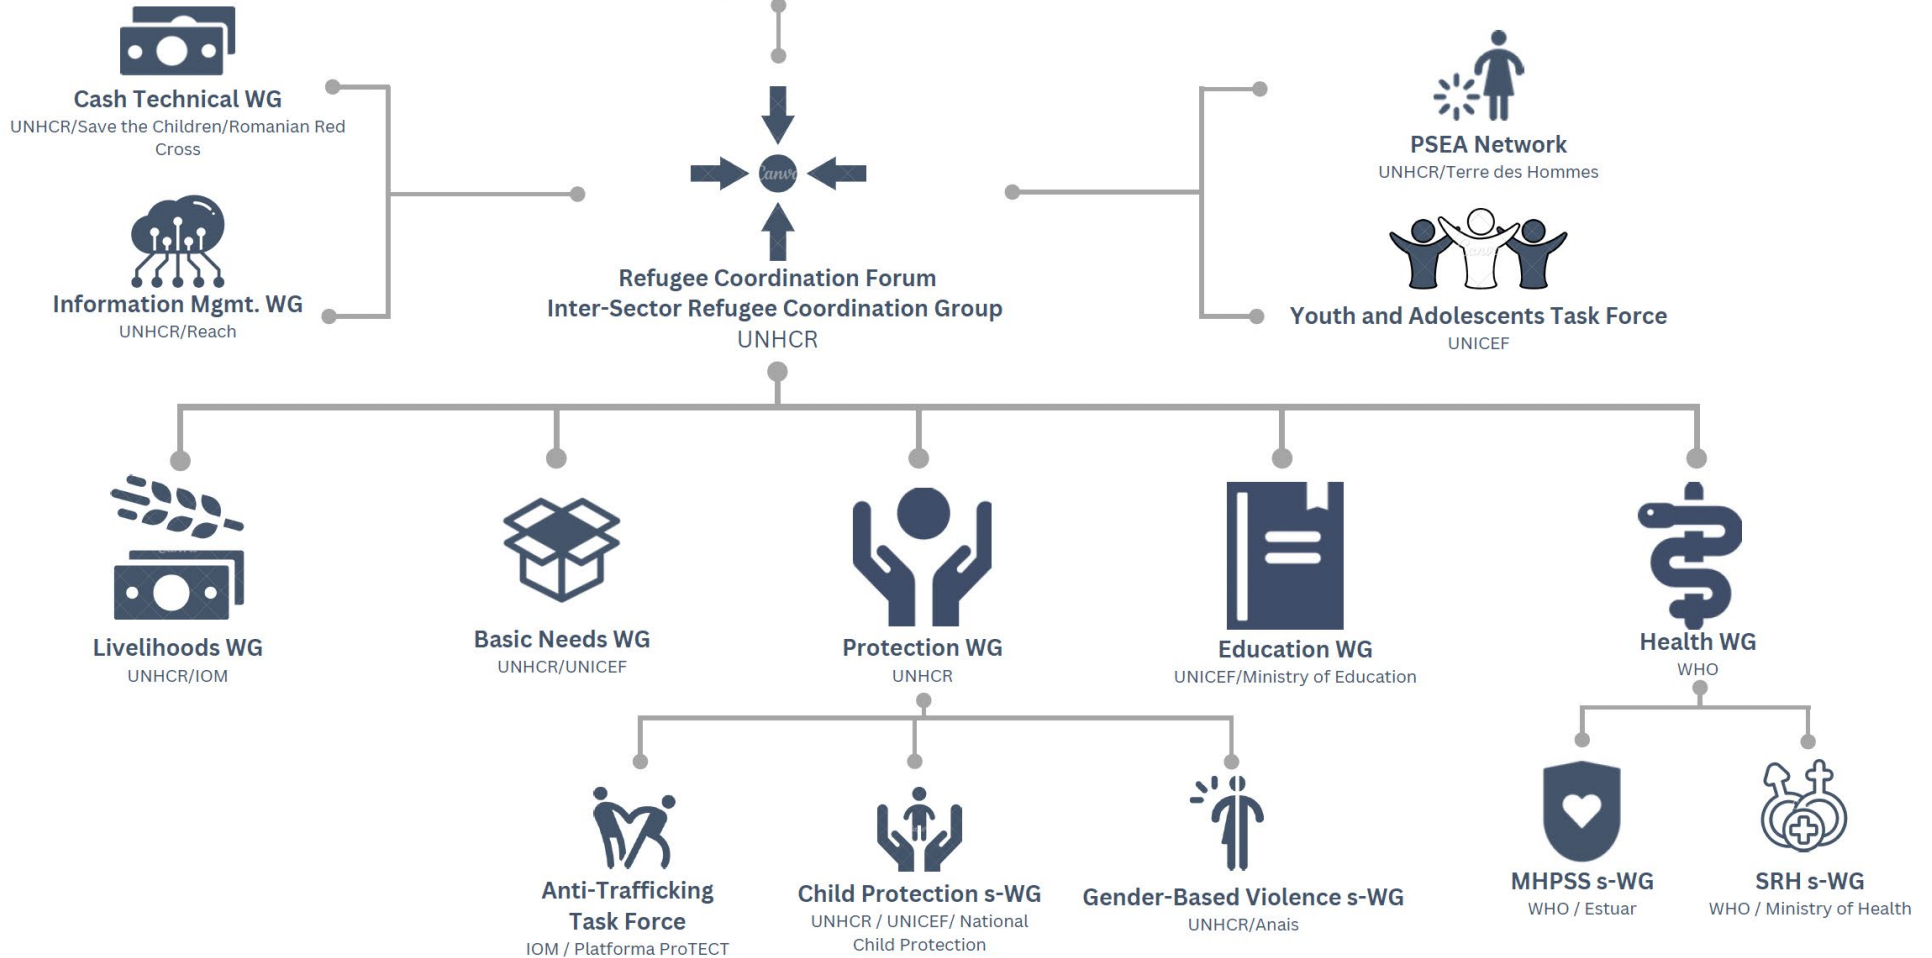 Cash Technical WG
UNHCR/Save the Children/Romanian Red
Cross
Information Mgmt. WG
UNHCR/Reach
Canva
Refugee Coordination Forum
Inter-Sector Refugee Coordination Group
UNHCR
PSEA Network
UNHCR/Terre des Hommes
Youth and Adolescents Task Force
UNICEF
Livelihoods WG
UNHCR/IOM
Basic Needs WG
UNHCR/UNICEF
Protection WG
UNHCR
Education WG
UNICEF/Ministry of Education
Health WG
WHO
Anti-Trafficking
Task Force
IOM / Platforma ProTECT
Child Protection s-WG
UNHCR / UNICEF/ National
Child Protection
Gender-Based Violence s-WG
UNHCR/Anais
MHPSS s-WG
WHO / Estuar
SRH s-WG
WHO / Ministry of Health